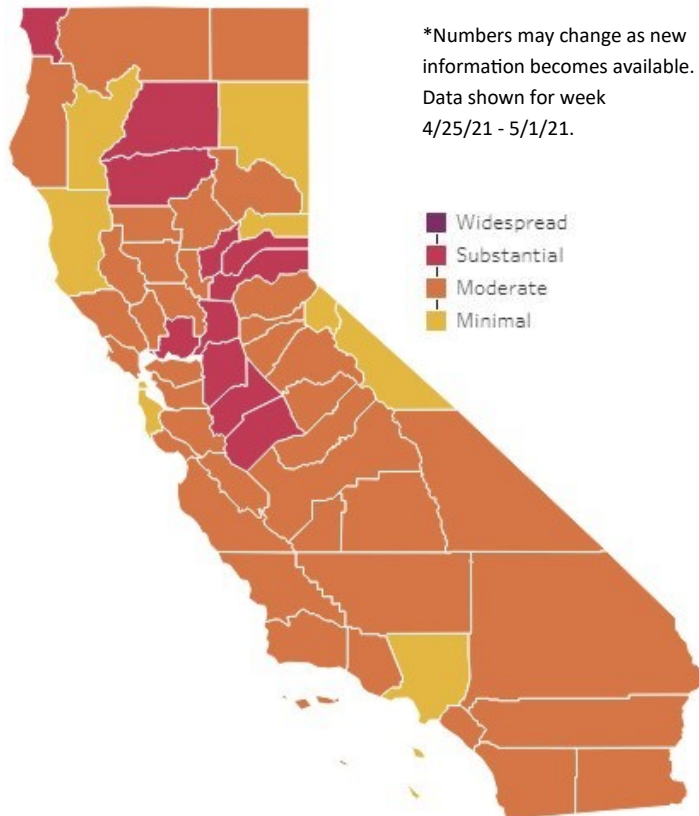 *Numbers may change as new
information becomes available.
Data shown for week
4/25/21 - 5/1/21.
Widespread
Substantial
Moderate
Minimal